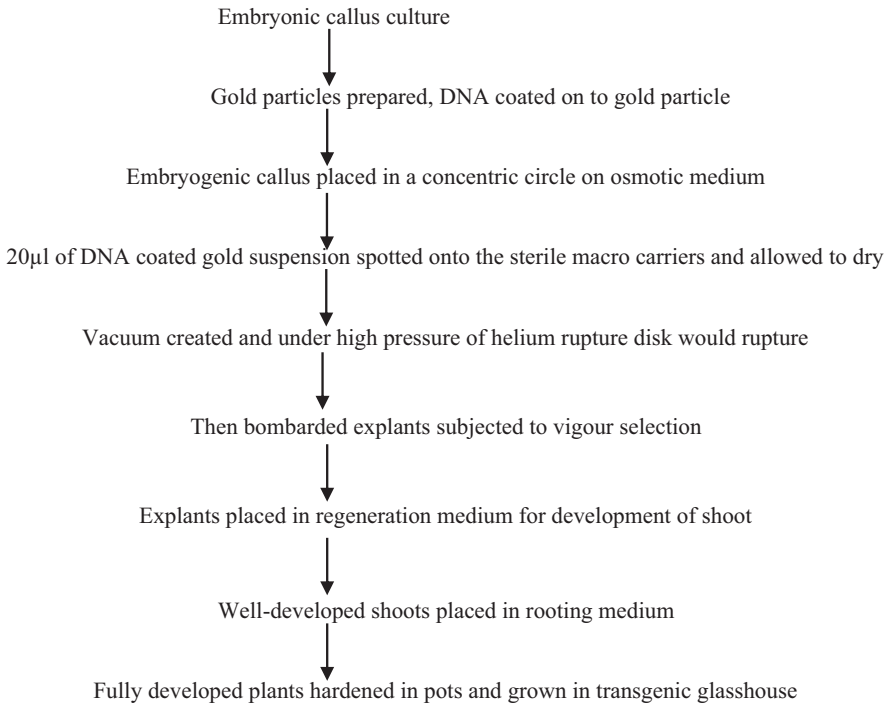 Embryonic callus culture
Gold particles prepared, DNA coated on to gold particle
Embryogenic callus placed in a concentric circle on osmotic medium
20µl of DNA coated gold suspension spotted onto the sterile macro carriers and allowed to dry
Vacuum created and under high pressure of helium rupture disk would rupture
Then bombarded explants subjected to vigour selection
Explants placed in regeneration medium for development of shoot
Well-developed shoots placed in rooting medium
Fully developed plants hardened in pots and grown in transgenic glasshouse